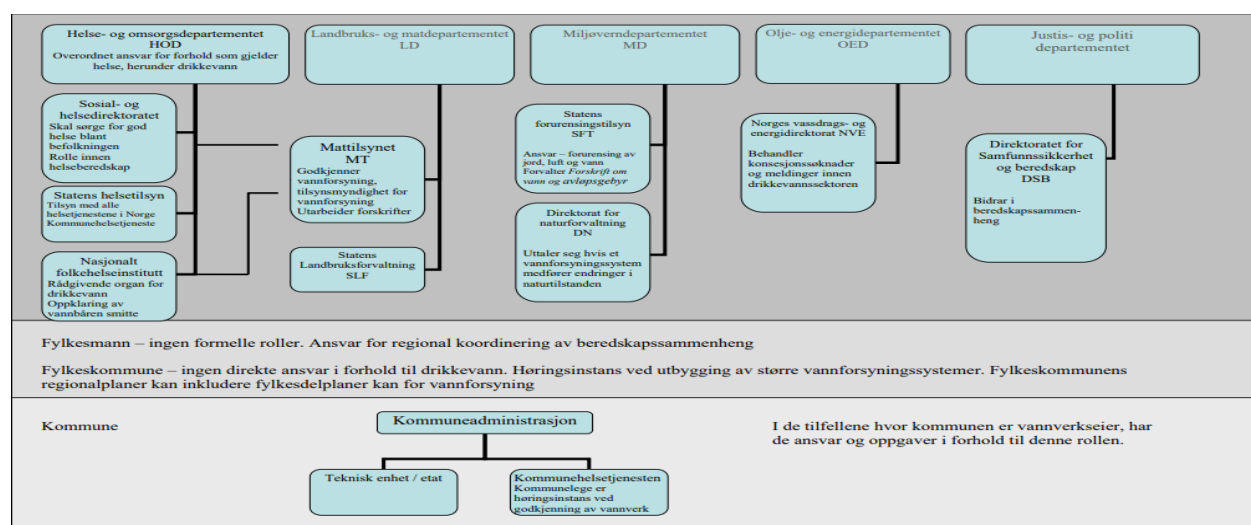 Helse- og omsorgsdepartementet
HOD
Overordnet ansvar for forhold som gjelder
helse, herunder drikkevann
Landbruks- og matdepartementet
LD
Miljøverndepartementet
MD
Olje- og energidepartementet
OED
Justis- og politi
departementet
Sosial- og
helsedirektoratet
Skal sørge for god
helse blant
befolkningen
Rolle innen
helseberedskap
Statens helsetilsyn
Tilsyn med alle
helsetjenestene i Norge
Kommunehelsetjeneste
Nasjonalt
folkehelseinstitutt
Rådgivende organ for
drikkevann
Oppklaring av
vannbåren smitte
Mattilsynet
MT
Godkjenner
vannforsyning,
tilsynsmyndighet for
vannforsyning
Utarbeider forskrifter
Statens
Landbruksforvaltning
SLF
Statens
forurensingstilsyn
SFT
Ansvar – forurensing av
jord, luft og vann
Forvalter Forskrift om
vann og avløpsgebyr
Direktorat for
naturforvaltning
DN
Uttaler seg hvis et
vannforsyningssystem
medfører endringer i
naturtilstanden
Norges vassdrags- og
energidirektorat NVE
Behandler
konsesjonssøknader
og meldinger innen
drikkevannssektoren
Direktoratet for
Samfunnssikkerhet
og beredskap
DSB
Bidrar i
beredskapssammen-
heng
Fylkesmann – ingen formelle roller. Ansvar for regional koordinering av beredskapssammenheng
Fylkeskommune – ingen direkte ansvar i forhold til drikkevann. Høringsinstans ved utbygging av større vannforsyningssystemer. Fylkeskommunens
regionalplaner kan inkludere fylkesdelplaner kan for vannforsyning
Kommune
Kommuneadministrasjon
Teknisk enhet / etat
Kommunehelsetjenesten
Kommunelege er
høringsinstans ved
godkjenning av vannverk
I de tilfellene hvor kommunen er vannverkseier, har
de ansvar og oppgaver i forhold til denne rollen.